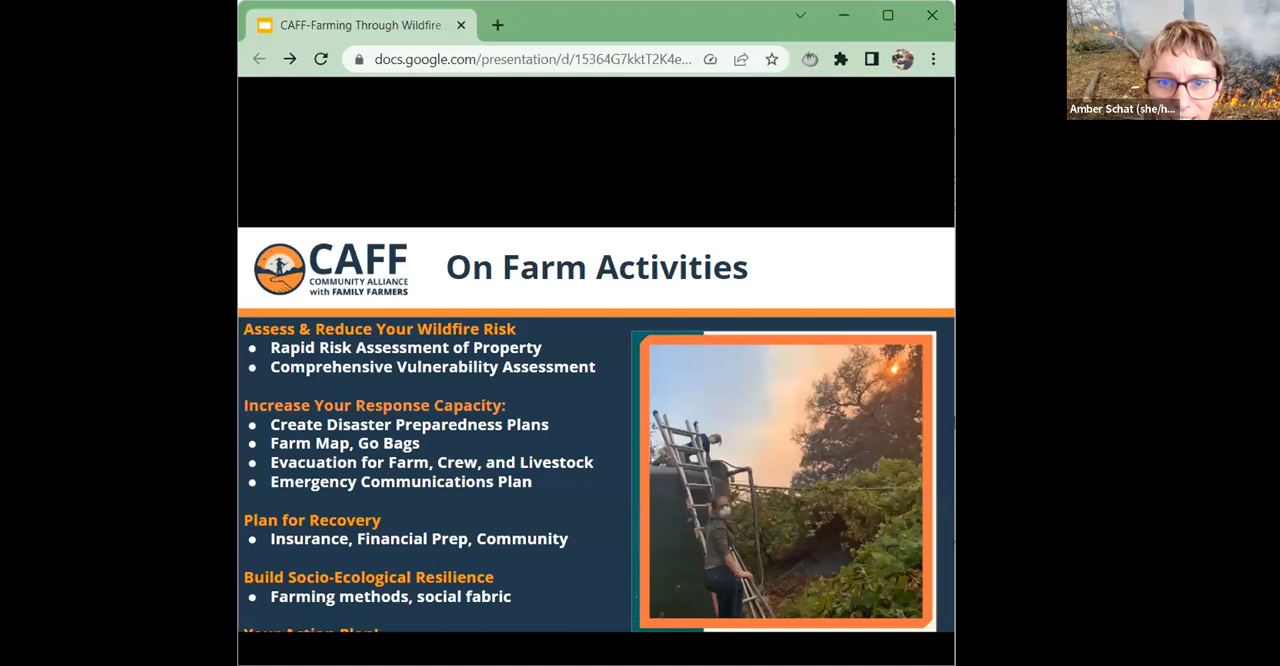 CAFF-Farming Through Wildfire
docs.google.com/presentation/d/15364G7kktT2K4e...
Amber Schat (she/h...
CAFF
COMMUNITY ALLIANCE
with FAMILY FARMERS
On Farm Activities
Assess & Reduce Your Wildfire Risk
● Rapid Risk Assessment of Property
● Comprehensive Vulnerability Assessment
Increase Your Response Capacity:
● Create Disaster Preparedness Plans
● Farm Map, Go Bags
● Evacuation for Farm, Crew, and Livestock
● Emergency Communications Plan
Plan for Recovery
● Insurance, Financial Prep, Community
Build Socio-Ecological Resilience
● Farming methods, social fabric
Your Action Plan!